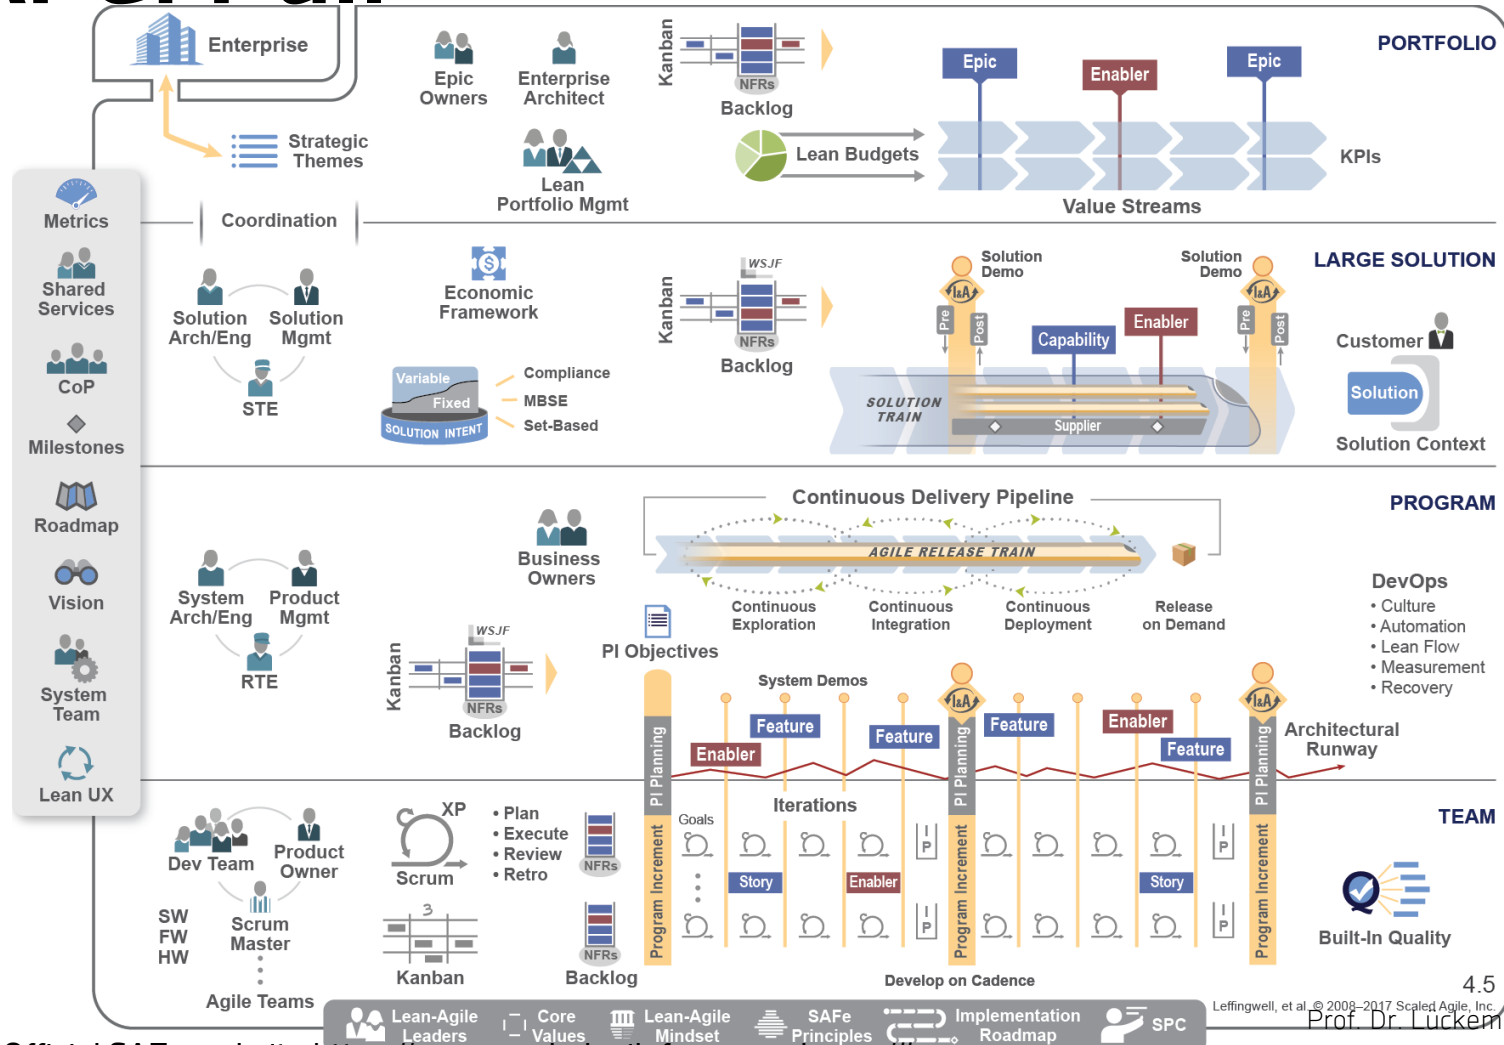 Enterprise
Epic
Owners
Enterprise
Architect
Kanban
NFRs
Backlog
Epic
Enabler
Epic
PORTFOLIO
Strategic
Themes
Lean
Portfolio Mgmt
Lean Budgets
KPIs
Value Streams
Metrics
Coordination
Shared
Services
CoP
Milestones
Roadmap
Vision
System
Team
Lean UX
LARGE SOLUTION
Solution
Arch/Eng
Solution
Mgmt
STE
Economic
Framework
Variable
Fixed
SOLUTION INTENT
Compliance
MBSE
Set-Based
Kanban
WSJF
NFRs
Backlog
Solution
Demo
I&A
Pre
Post
Capability
Enabler
Solution
Demo
I&A
Pre
Post
SOLUTION
TRAIN
Supplier
Customer
Solution
Solution Context
PROGRAM
Continuous Delivery Pipeline
Business
Owners
AGILE RELEASE TRAIN
Continuous
Exploration
Continuous
Integration
Continuous
Deployment
Release
on Demand
System
Arch/Eng
Product
Mgmt
RTE
Kanban
WSJF
NFRs
Backlog
PI Objectives
System Demos
I&A
I&A
Enabler
Feature
Feature
Feature
Enabler
Feature
PI Planning
PI Planning
PI Planning
Architectural
Runway
DevOps
• Culture
• Automation
• Lean Flow
• Measurement
• Recovery
TEAM
Dev Team
Product
Owner
Scrum
Master
SW
FW
HW
Agile Teams
XP
Scrum
• Plan
• Execute
• Review
• Retro
3
Kanban
NFRs
NFRs
Backlog
Program Increment
Program Increment
Program Increment
Goals
Iterations
I
P
I
P
Story
Enabler
Story
I
P
I
P
Develop on Cadence
Built-In Quality
4.5
Leffingwell, et al. © 2008–2017 Scaled Agile, Inc.
Prof. Dr. Lückem
Lean-Agile
Leaders
Core
Values
Lean-Agile
Mindset
SAFe
Principles
Implementation
Roadmap
SPC